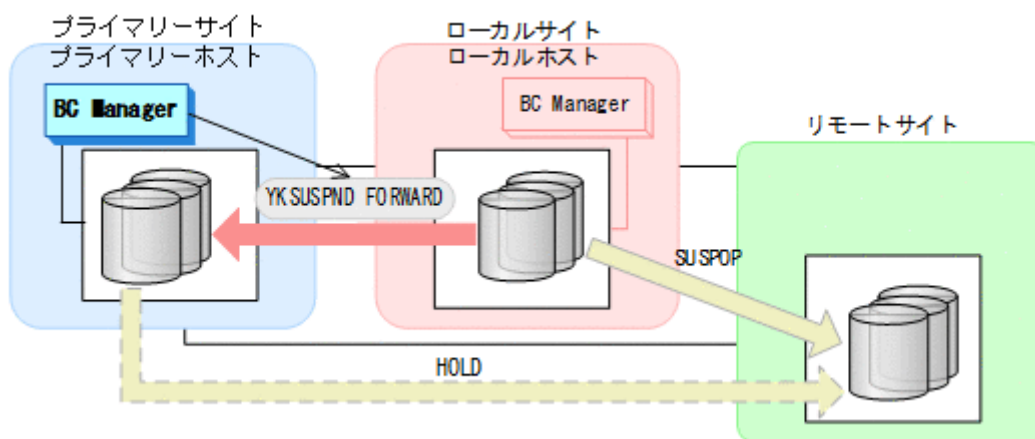 プライマリーサイト
プライマリーホスト
BC Manager
ローカルサイト
ローカルホスト
BC Manager
リモートサイト
YKSUSPND FORWARD
SUSPOP
HOLD